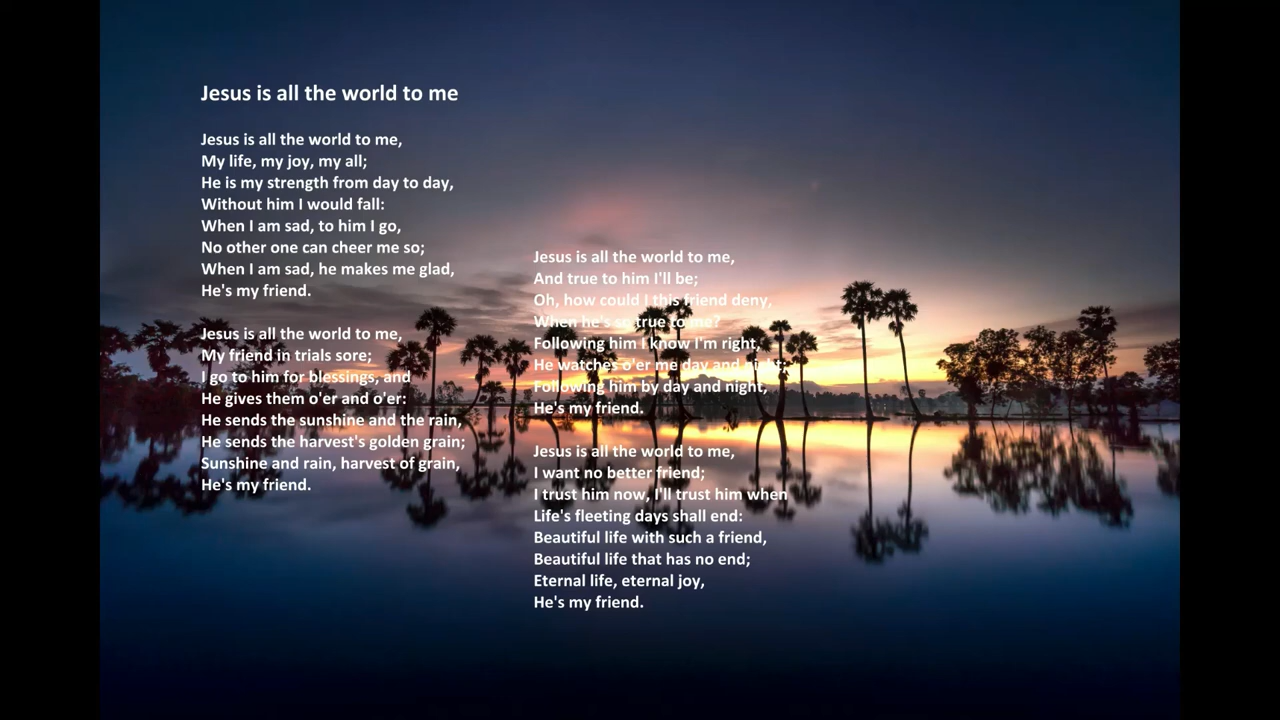 Jesus is all the world to me
Jesus is all the world to me,
My life, my joy, my all;
He is my strength from day to day,
Without him I would fall:
When I am sad, to him I go,
No other one can cheer me so;
When I am sad, he makes me glad,
He's my friend.
Jesus is all the world to me,
My friend in trials sore;
I go to him for blessings, and
He gives them o'er and o'er:
He sends the sunshine and the rain,
He sends the harvest's golden grain;
Sunshine and rain, harvest of grain,
He's my friend.
Jesus is all the world to me,
And true to him I'll be;
Oh, how could I this friend deny,
When he's so true to me?
Following him I know I'm right,
He watches o'er me day and night;
Following him by day and night,
He's my friend.
Jesus is all the world to me,
I want no better friend;
I trust him now, I'll trust him when
Life's fleeting days shall end:
Beautiful life with such a friend,
Beautiful life that has no end;
Eternal life, eternal joy,
He's my friend.